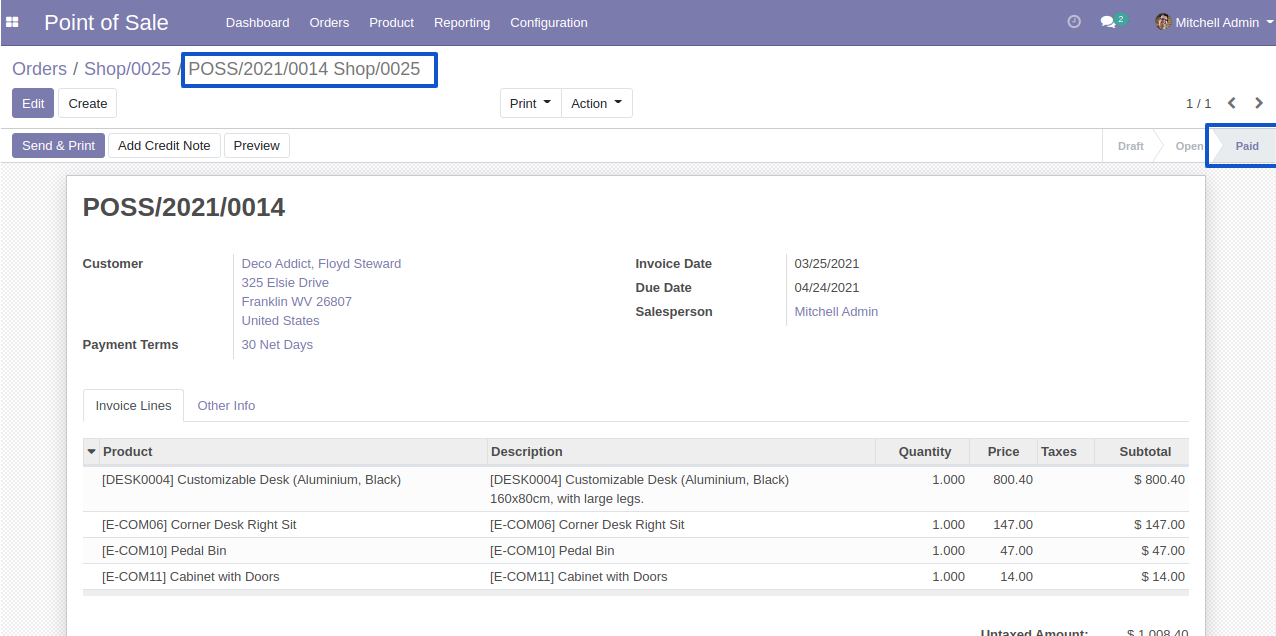 Point of Sale Dashboard Orders Product Reporting Configuration 2 Mitchell Admin
Orders / Shop/0025 / POSS/2021/0014 Shop/0025
Edit Create Print Action 1 / 1
Send & Print Add Credit Note Preview Draft Open Paid
POSS/2021/0014
Customer Deco Addict, Floyd Steward Invoice Date 03/25/2021
325 Elsie Drive Due Date 04/24/2021
Franklin WV 26807 Salesperson Mitchell Admin
United States
Payment Terms 30 Net Days
Invoice Lines Other Info
Product Description Quantity Price Taxes Subtotal
[DESK0004] Customizable Desk (Aluminium, Black) [DESK0004] Customizable Desk (Aluminium, Black) 1.000 800.40 $ 800.40
160x80cm, with large legs.
[E-COM06] Corner Desk Right Sit [E-COM06] Corner Desk Right Sit 1.000 147.00 $ 147.00
[E-COM10] Pedal Bin [E-COM10] Pedal Bin 1.000 47.00 $ 47.00
[E-COM11] Cabinet with Doors [E-COM11] Cabinet with Doors 1.000 14.00 $ 14.00
Untaxed Amount: $ 1,008.40